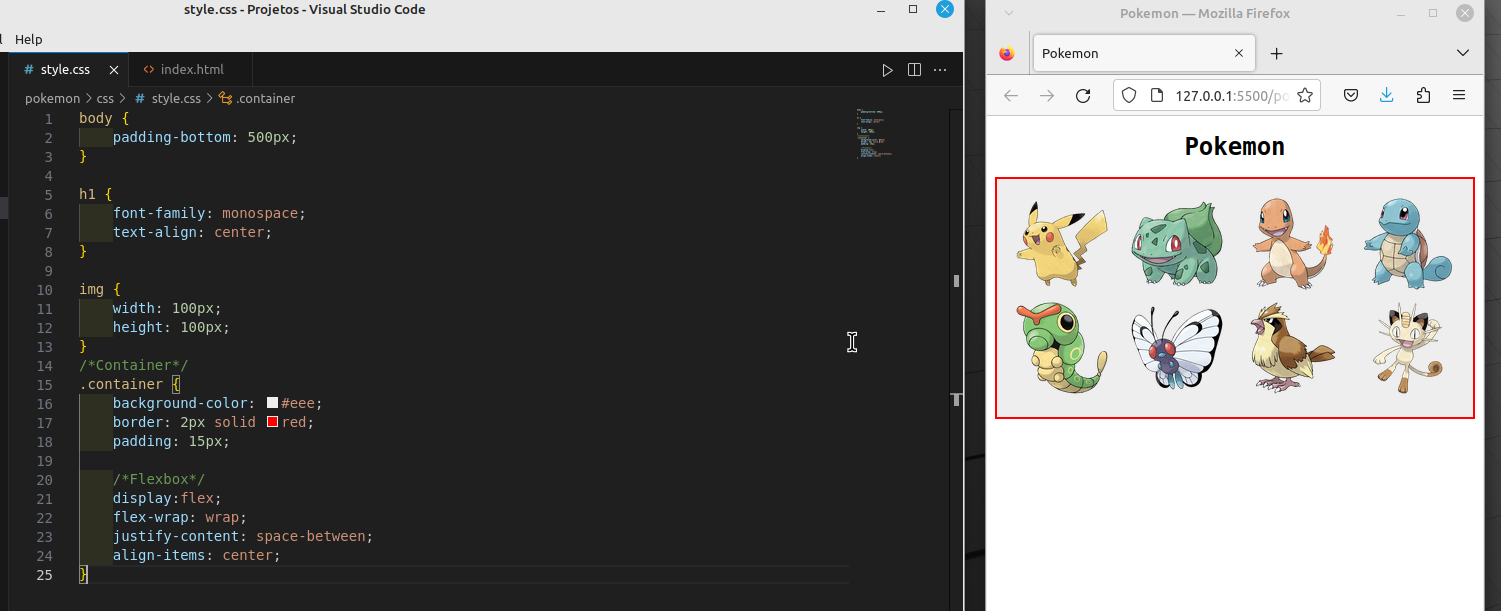 style.css - Projetos - Visual Studio Code
Help
# style.css
<> index.html
pokemon > css > # style.css > .container
1 body {
2 padding-bottom: 500px;
3 }
4
5 h1 {
6 font-family: monospace;
7 text-align: center;
8 }
9
10 img {
11 width: 100px;
12 height: 100px;
13 }
14 /*Container*/
15 .container {
16 background-color: #eee;
17 border: 2px solid red;
18 padding: 15px;
19
20 /*Flexbox*/
21 display:flex;
22 flex-wrap: wrap;
23 justify-content: space-between;
24 align-items: center;
25 }
Pokemon — Mozilla Firefox
Pokemon
127.0.0.1:5500/po
Pokemon